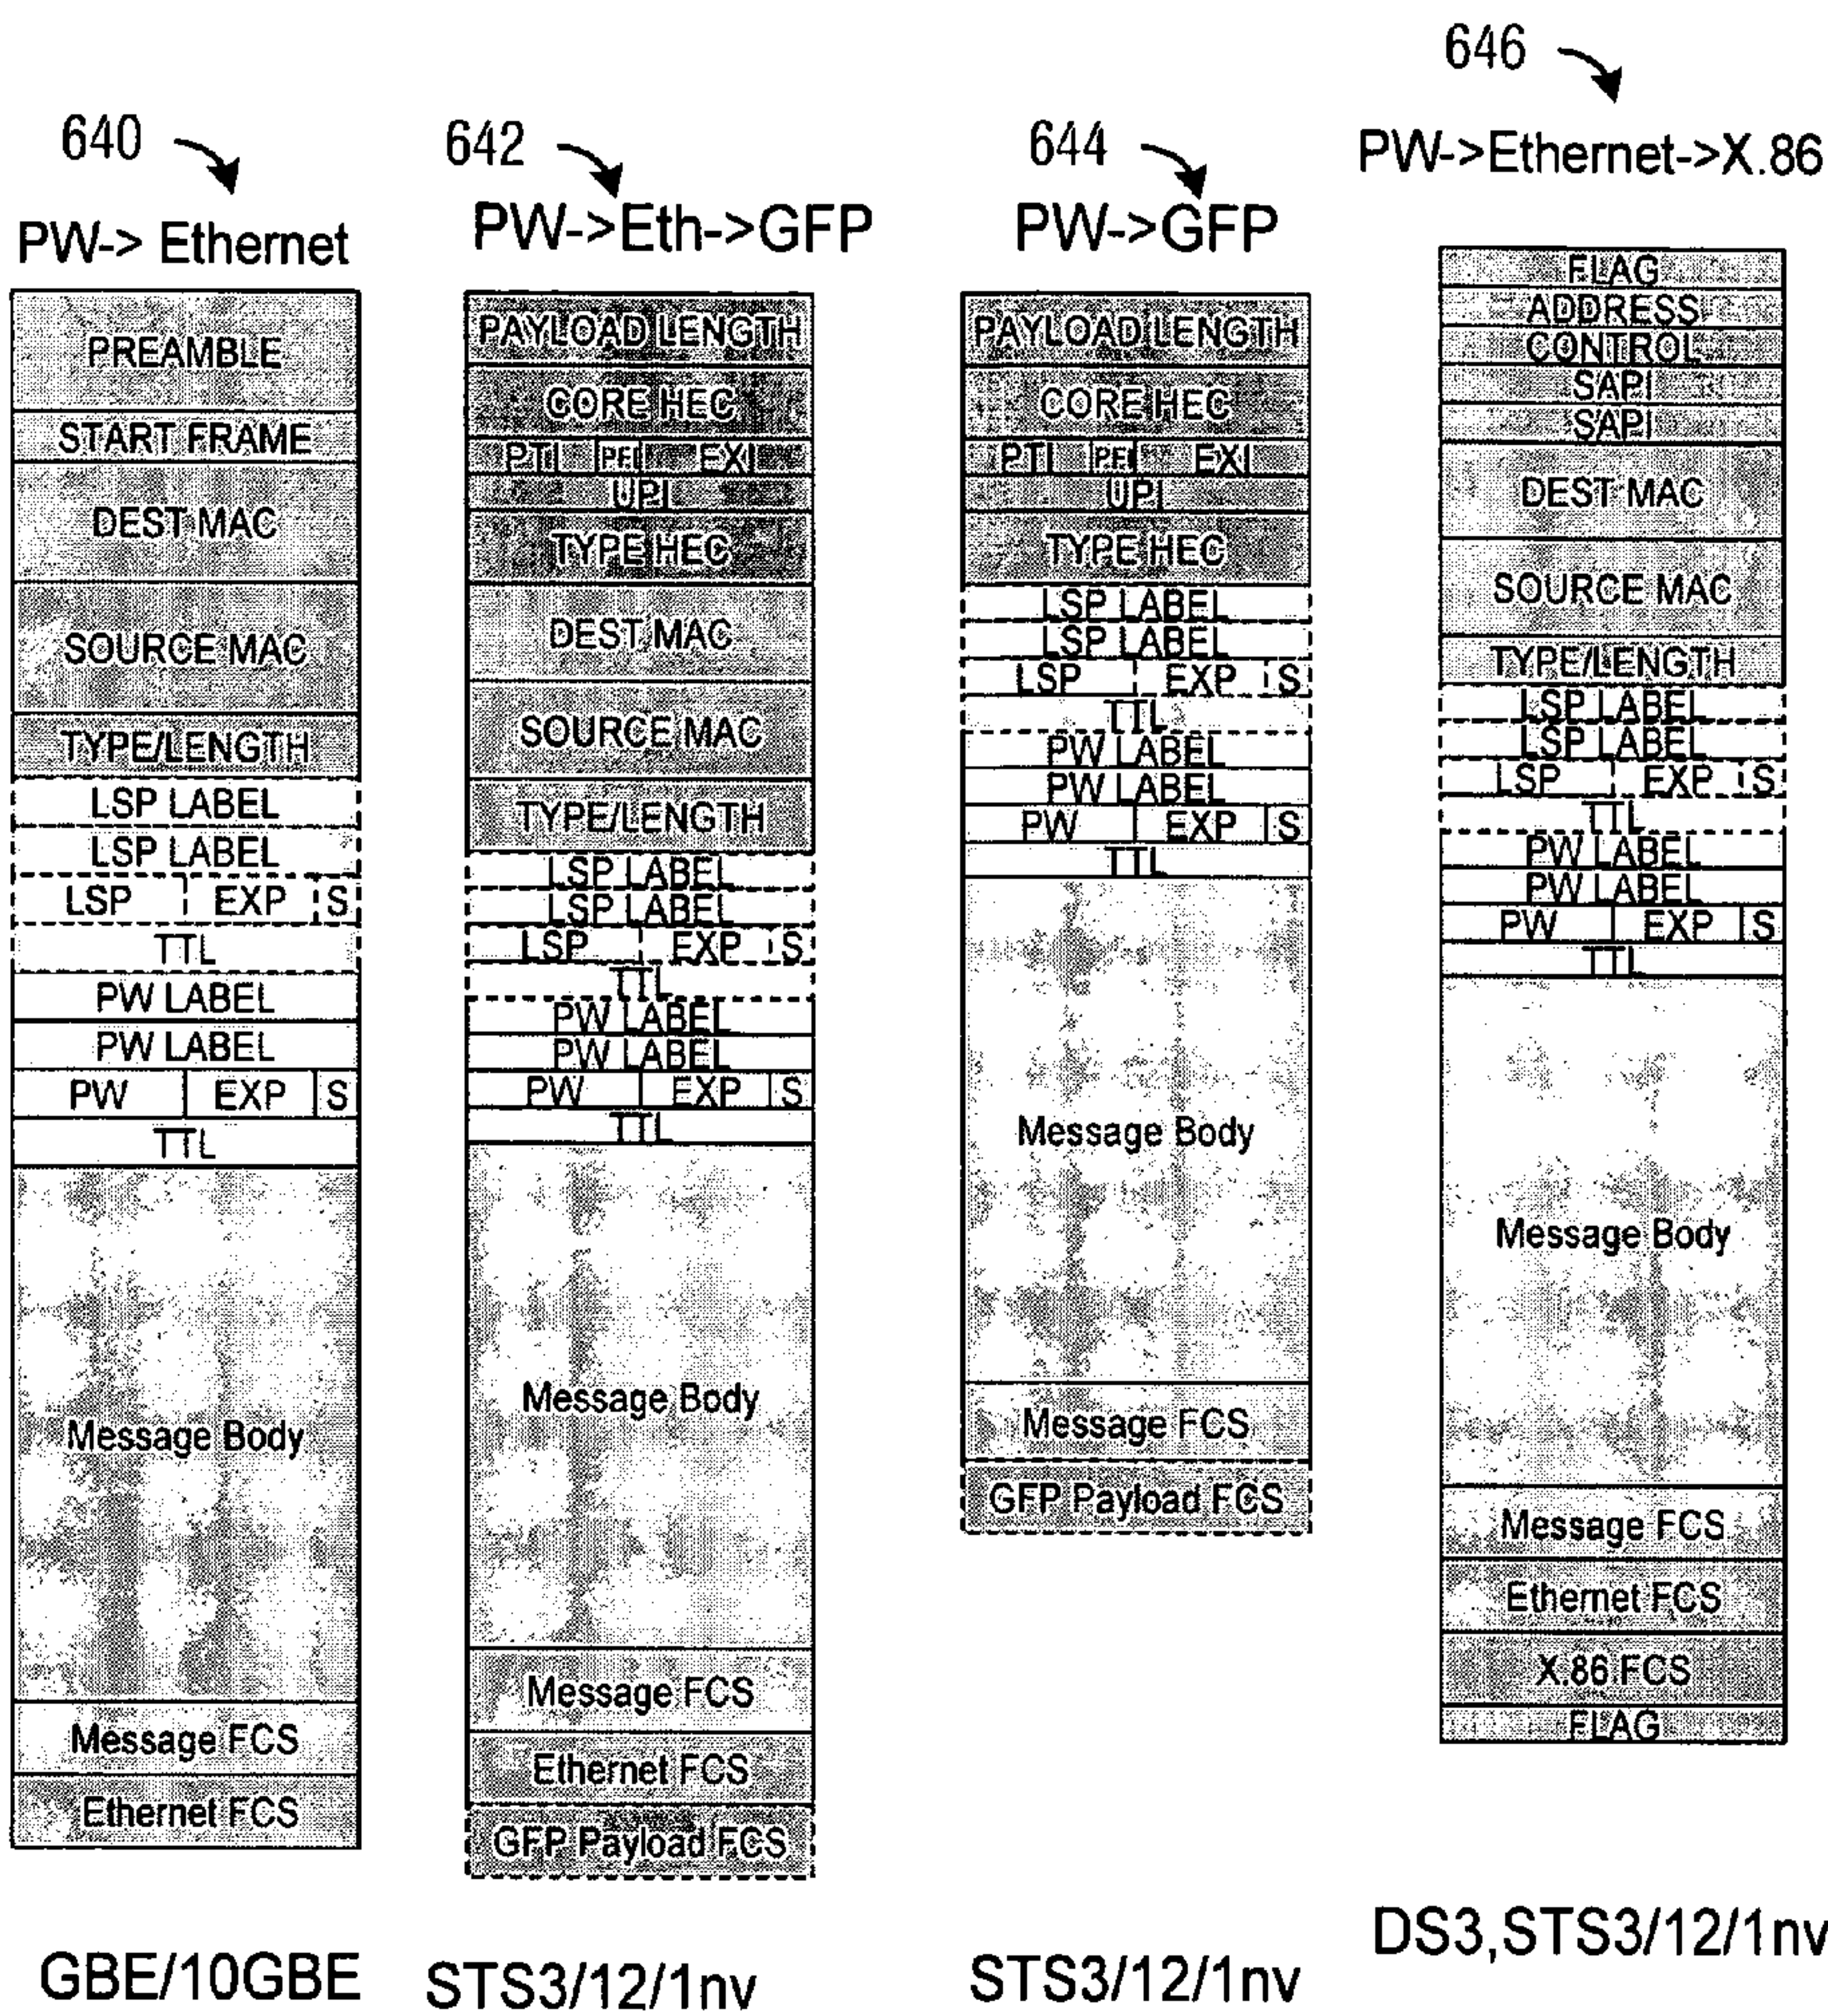 640
PW-> Ethernet
PREAMBLE
START FRAME
DEST MAC
SOURCE MAC
TYPE/LENGTH
LSP LABEL
LSP LABEL
LSP EXP S
TTL
PW LABEL
PW LABEL
PW EXP S
TTL
Message Body
Message FCS
Ethernet FCS
GBE/10GBE
642
PW->Eth->GFP
PAYLOAD LENGTH
CORE HEC
PTI PFI EXI
UPI
TYPE HEC
DEST MAC
SOURCE MAC
TYPE/LENGTH
LSP LABEL
LSP LABEL
LSP EXP S
TTL
PW LABEL
PW LABEL
PW EXP S
TTL
Message Body
Message FCS
Ethernet FCS
GFP Payload FCS
STS3/12/1nv
644
PW->GFP
PAYLOAD LENGTH
CORE HEC
PTI PFI EXI
UPI
TYPE HEC
LSP LABEL
LSP LABEL
LSP EXP S
TTL
PW LABEL
PW LABEL
PW EXP S
TTL
Message Body
Message FCS
GFP Payload FCS
STS3/12/1nv
646
PW->Ethernet->X.86
FLAG
ADDRESS
CONTROL
SAPI
SAPI
DEST MAC
SOURCE MAC
TYPE/LENGTH
LSP LABEL
LSP LABEL
LSP EXP S
TTL
PW LABEL
PW LABEL
PW EXP S
TTL
Message Body
Message FCS
Ethernet FCS
X.86 FCS
FLAG
DS3,STS3/12/1nv